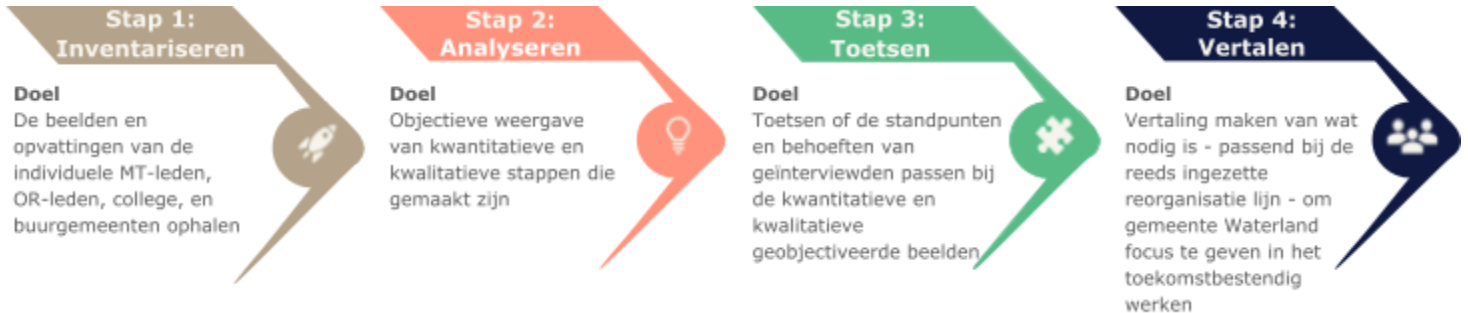 Stap 1:
Inventariseren
Doel
De beelden en
opvattingen van de
individuele MT-leden,
OR-leden, college, en
buurgemeenten ophalen
Stap 2:
Analyseren
Doel
Objectieve weergave
van kwantitatieve en
kwalitatieve stappen die
gemaakt zijn
Stap 3:
Toetsen
Doel
Toetsen of de standpunten
en behoeften van
geïnterviewden passen bij
de kwantitatieve en
kwalitatieve
geobjectiveerde beelden
Stap 4:
Vertalen
Doel
Vertaling maken van wat
nodig is - passend bij de
reeds ingezette
reorganisatie lijn - om
gemeente Waterland
focus te geven in het
toekomstbestendig
werken